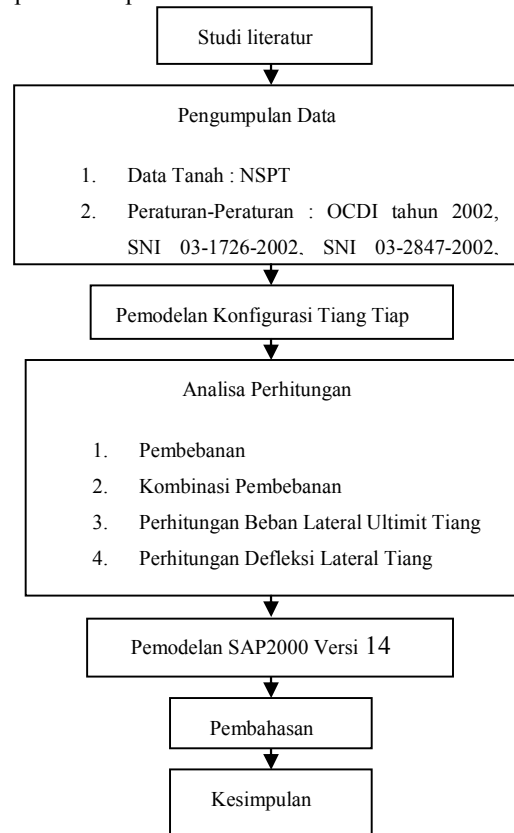 Studi literatur
Pengumpulan Data
1. Data Tanah : NSPT
2. Peraturan-Peraturan : OCDI tahun 2002,
SNI 03-1726-2002, SNI 03-2847-2002,
Pemodelan Konfigurasi Tiang Tiap
Analisa Perhitungan
1. Pembebanan
2. Kombinasi Pembebanan
3. Perhitungan Beban Lateral Ultimit Tiang
4. Perhitungan Defleksi Lateral Tiang
Pemodelan SAP2000 Versi 14
Pembahasan
Kesimpulan